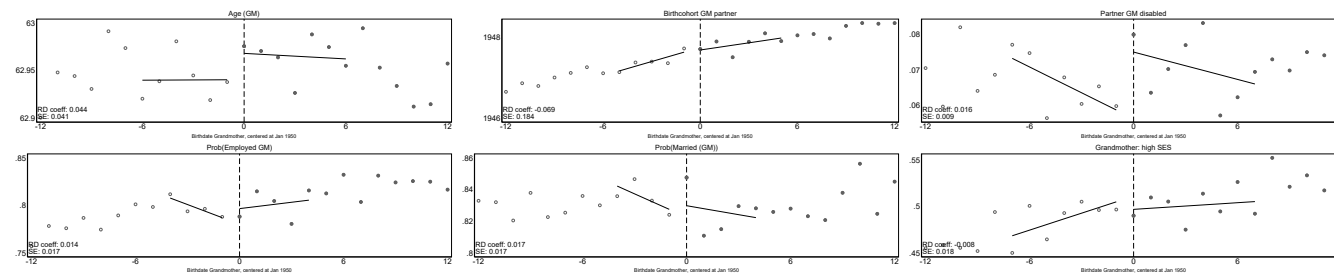 Age (GM)
63
62.95
62.9
RD coeff: 0.044
SE: 0.041
-12 -6 0 6 12
Birthdate Grandmother, centered at Jan 1950
Birthcohort GM partner
1948
1946
RD coeff: -0.069
SE: 0.184
-12 -6 0 6 12
Birthdate Grandmother, centered at Jan 1950
Partner GM disabled
.08
.07
.06
RD coeff: 0.016
SE: 0.009
-12 -6 0 6 12
Birthdate Grandmother, centered at Jan 1950
Prob(Employed GM)
.85
.8
.75
RD coeff: 0.014
SE: 0.017
-12 -6 0 6 12
Birthdate Grandmother, centered at Jan 1950
Prob(Married (GM))
.86
.84
.82
.8
RD coeff: 0.017
SE: 0.017
-12 -6 0 6 12
Birthdate Grandmother, centered at Jan 1950
Grandmother: high SES
.55
.5
.45
RD coeff: -0.008
SE: 0.018
-12 -6 0 6 12
Birthdate Grandmother, centered at Jan 1950